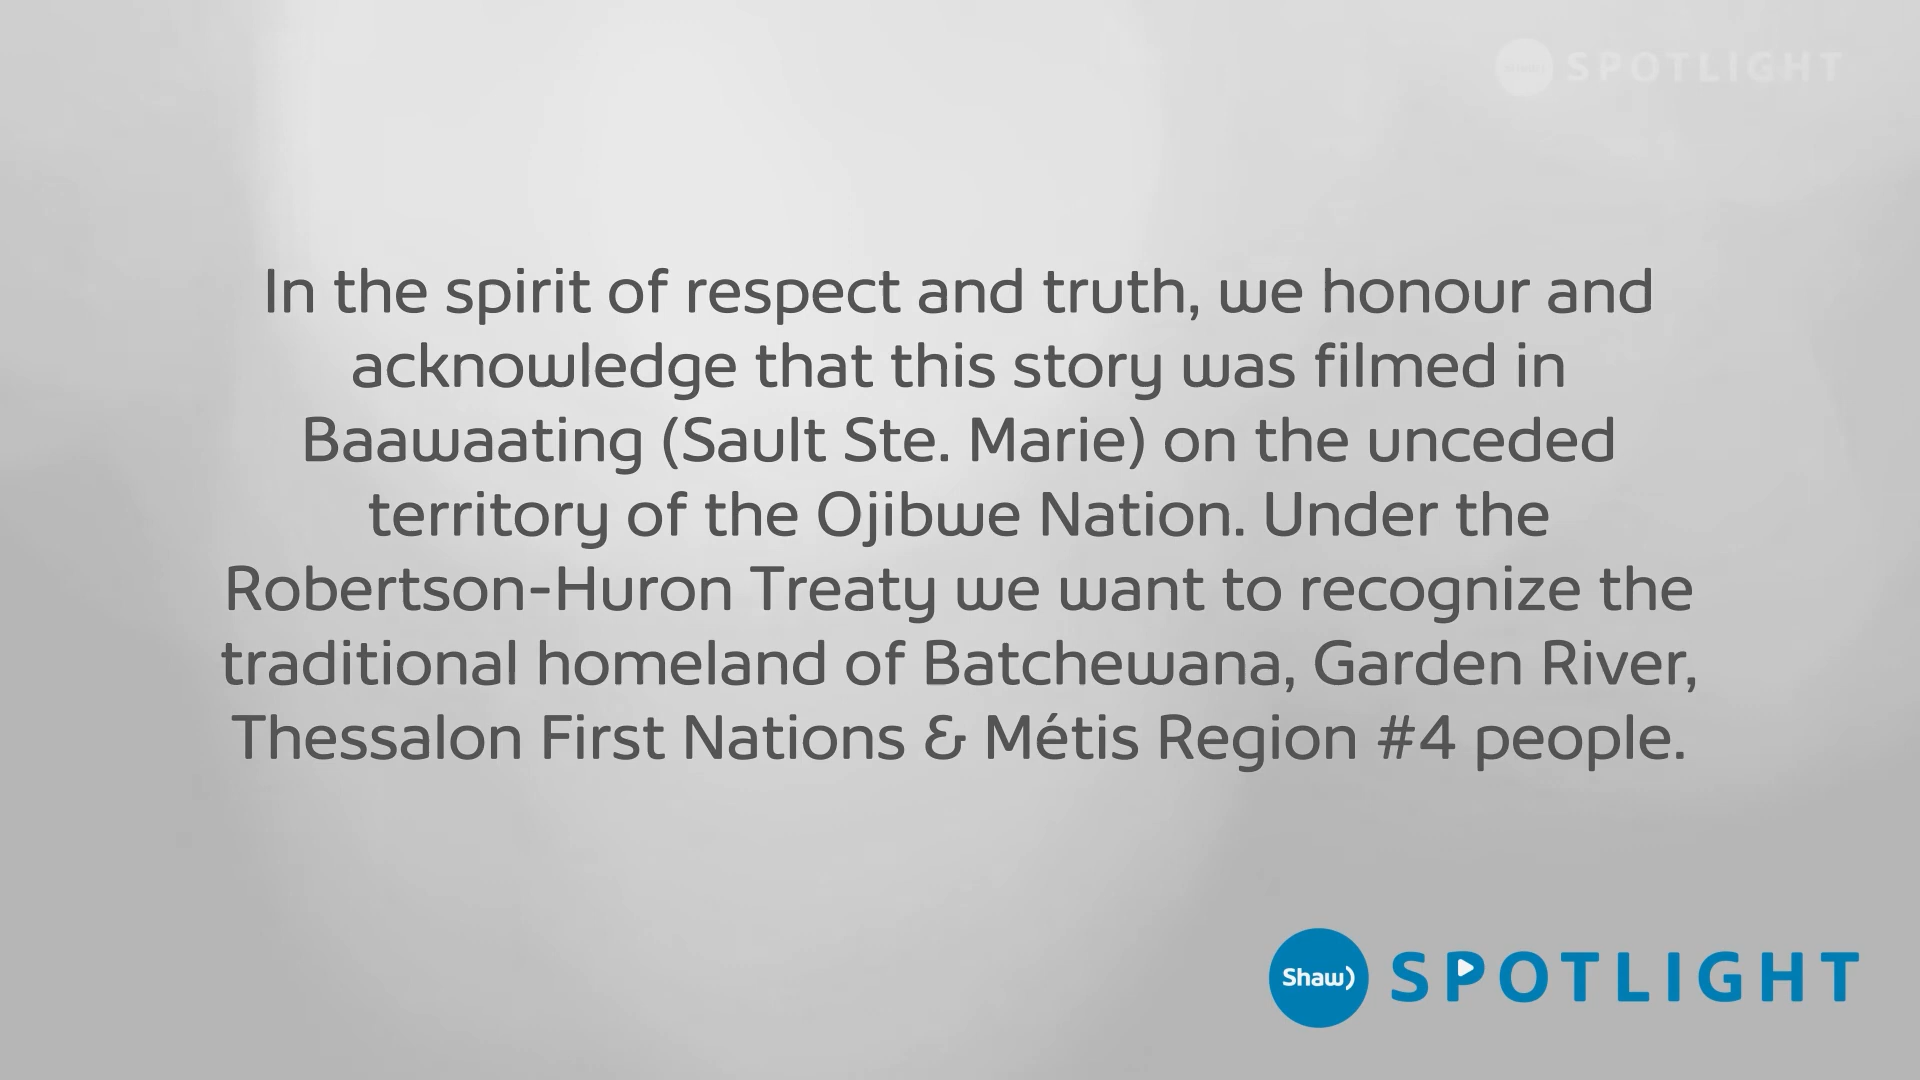 SPOTLIGHT
In the spirit of respect and truth, we honour and
acknowledge that this story was filmed in
Baawaating (Sault Ste. Marie) on the unceded
territory of the Ojibwe Nation. Under the
Robertson-Huron Treaty we want to recognize the
traditional homeland of Batchewana, Garden River,
Thessalon First Nations & Métis Region #4 people.
Shaw) SPOTLIGHT